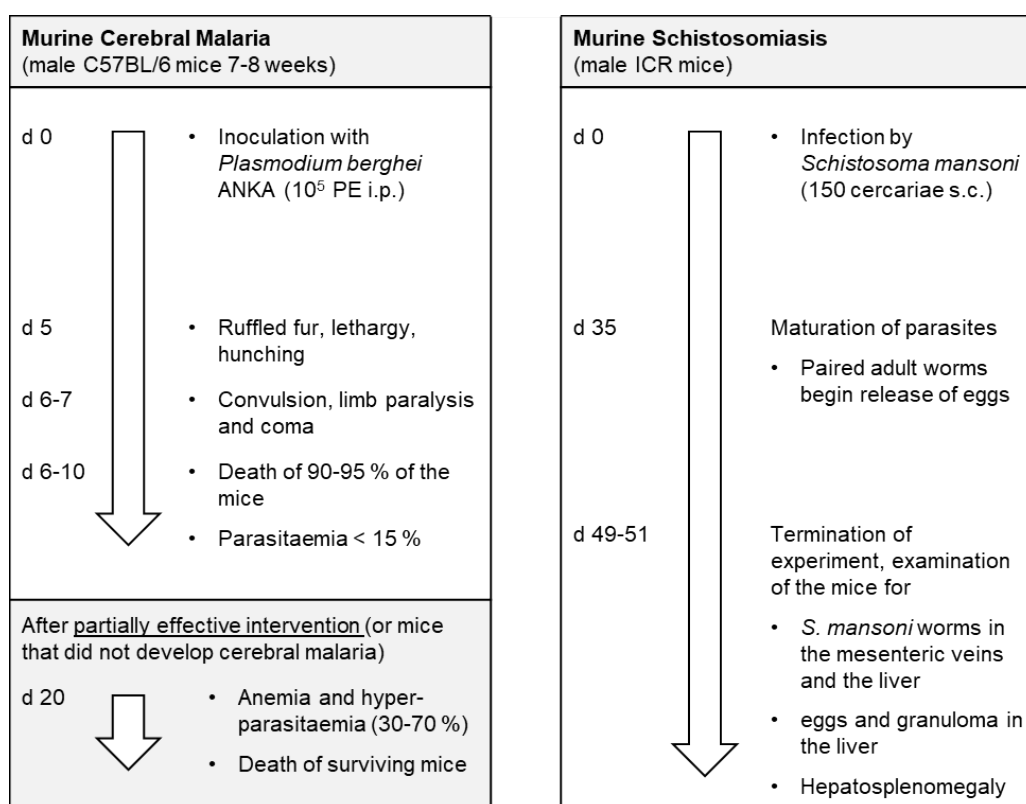 Murine Cerebral Malaria
(male C57BL/6 mice 7-8 weeks)
d 0
• Inoculation with
Plasmodium berghei
ANKA (10⁵ PE i.p.)
d 5
• Ruffled fur, lethargy,
hunching
d 6-7
• Convulsion, limb paralysis
and coma
d 6-10
• Death of 90-95 % of the
mice
• Parasitaemia < 15 %
After partially effective intervention (or mice
that did not develop cerebral malaria)
d 20
• Anemia and hyper-
parasitaemia (30-70 %)
• Death of surviving mice
Murine Schistosomiasis
(male ICR mice)
d 0
• Infection by
Schistosoma mansoni
(150 cercariae s.c.)
d 35
Maturation of parasites
• Paired adult worms
begin release of eggs
d 49-51
Termination of
experiment, examination
of the mice for
• S. mansoni worms in
the mesenteric veins
and the liver
• eggs and granuloma in
the liver
• Hepatosplenomegaly